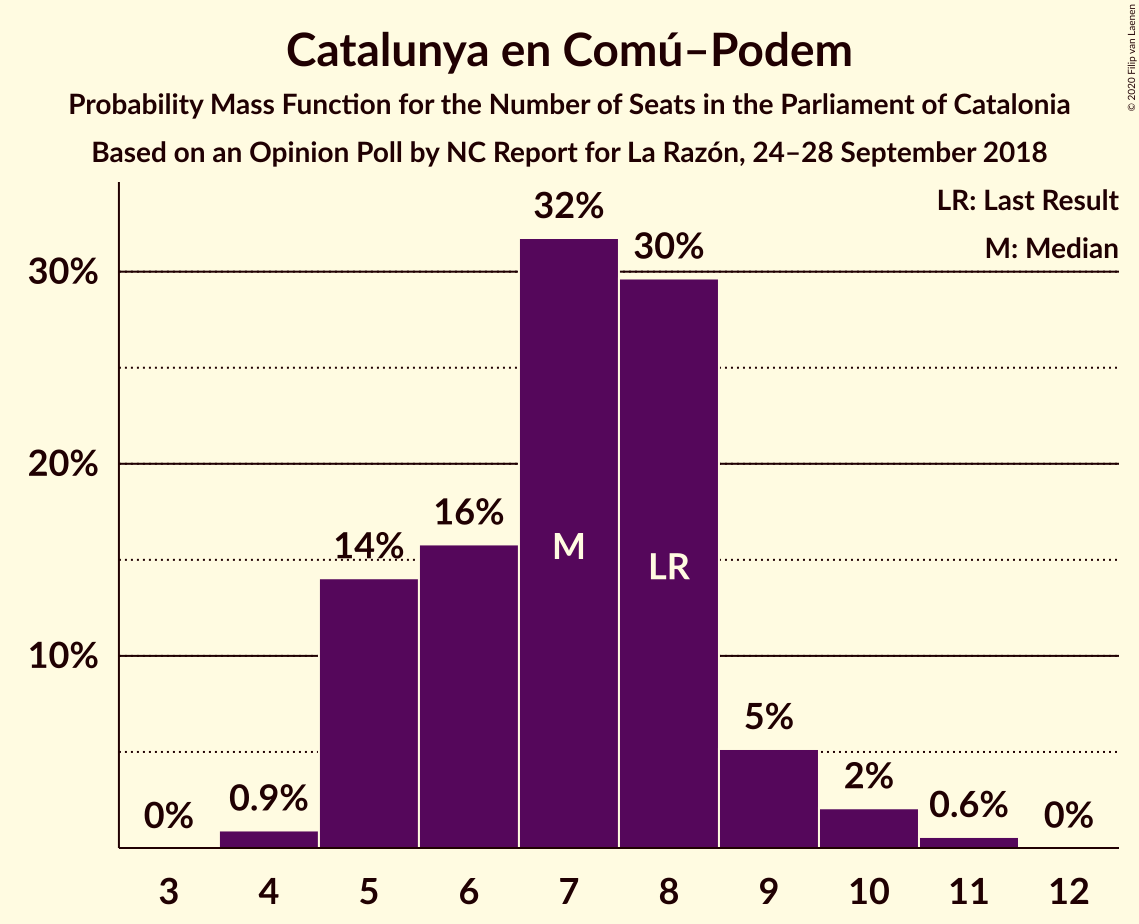 Catalunya en Comú–Podem
Probability Mass Function for the Number of Seats in the Parliament of Catalonia
Based on an Opinion Poll by NC Report for La Razón, 24–28 September 2018
© 2020 Filip van Laenen
LR: Last Result
M: Median
30%
20%
10%
0%
0.9%
14%
16%
32%
30%
5%
2%
0.6%
0%
M
LR
3 4 5 6 7 8 9 10 11 12